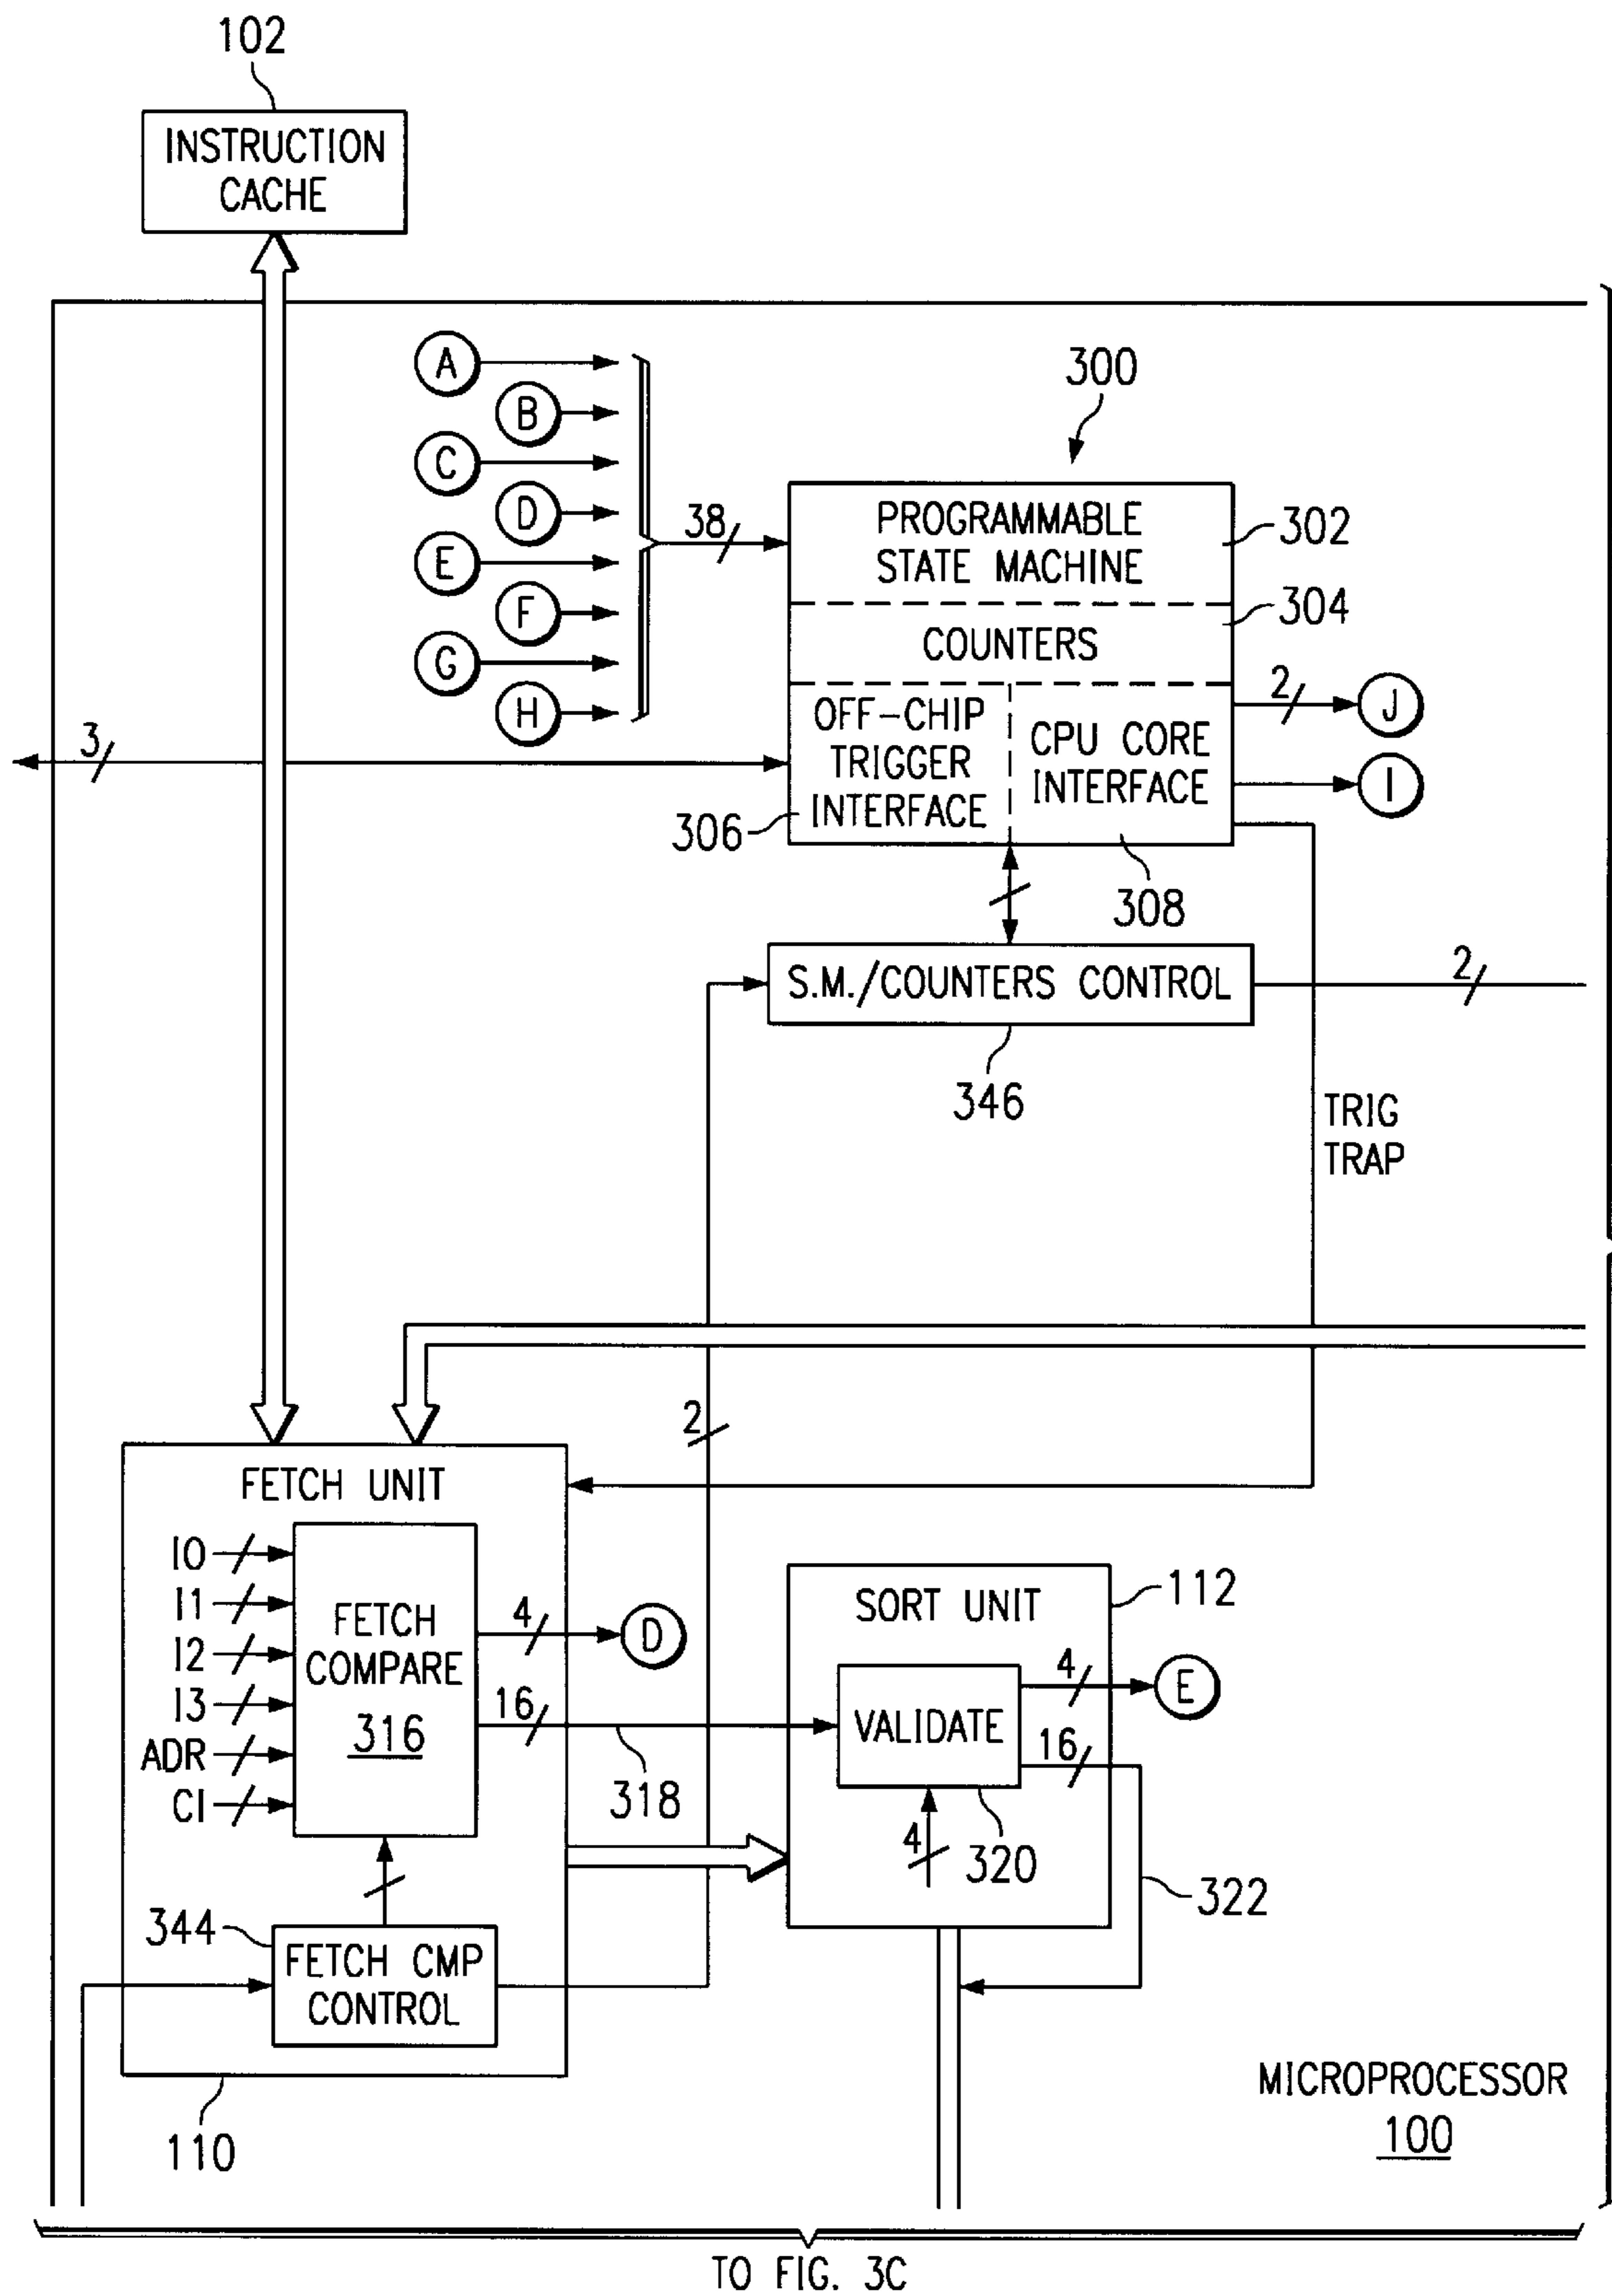 102
INSTRUCTION
CACHE
A
B
C
D
E
F
G
H
38
300
PROGRAMMABLE
STATE MACHINE
302
304
COUNTERS
2
J
OFF-CHIP
TRIGGER
INTERFACE
CPU CORE
INTERFACE
I
3
306
308
S.M./COUNTERS CONTROL
2
346
TRIG
TRAP
2
FETCH UNIT
I0
I1
I2
I3
ADR
CI
FETCH
COMPARE
316
4
D
16
318
SORT UNIT
112
VALIDATE
4
E
16
4
320
322
344
FETCH CMP
CONTROL
110
MICROPROCESSOR
100
TO FIG. 3C